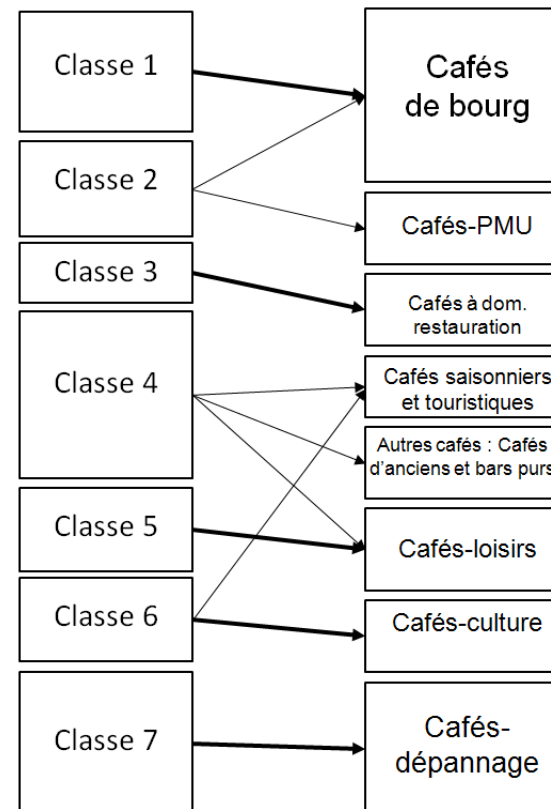 Classe 1
Classe 2
Classe 3
Classe 4
Classe 5
Classe 6
Classe 7
Cafés
de bourg
Cafés-PMU
Cafés à dom.
restauration
Cafés saisonniers
et touristiques
Autres cafés : Cafés
d'anciens et bars purs
Cafés-loisirs
Cafés-culture
Cafés-
dépannage